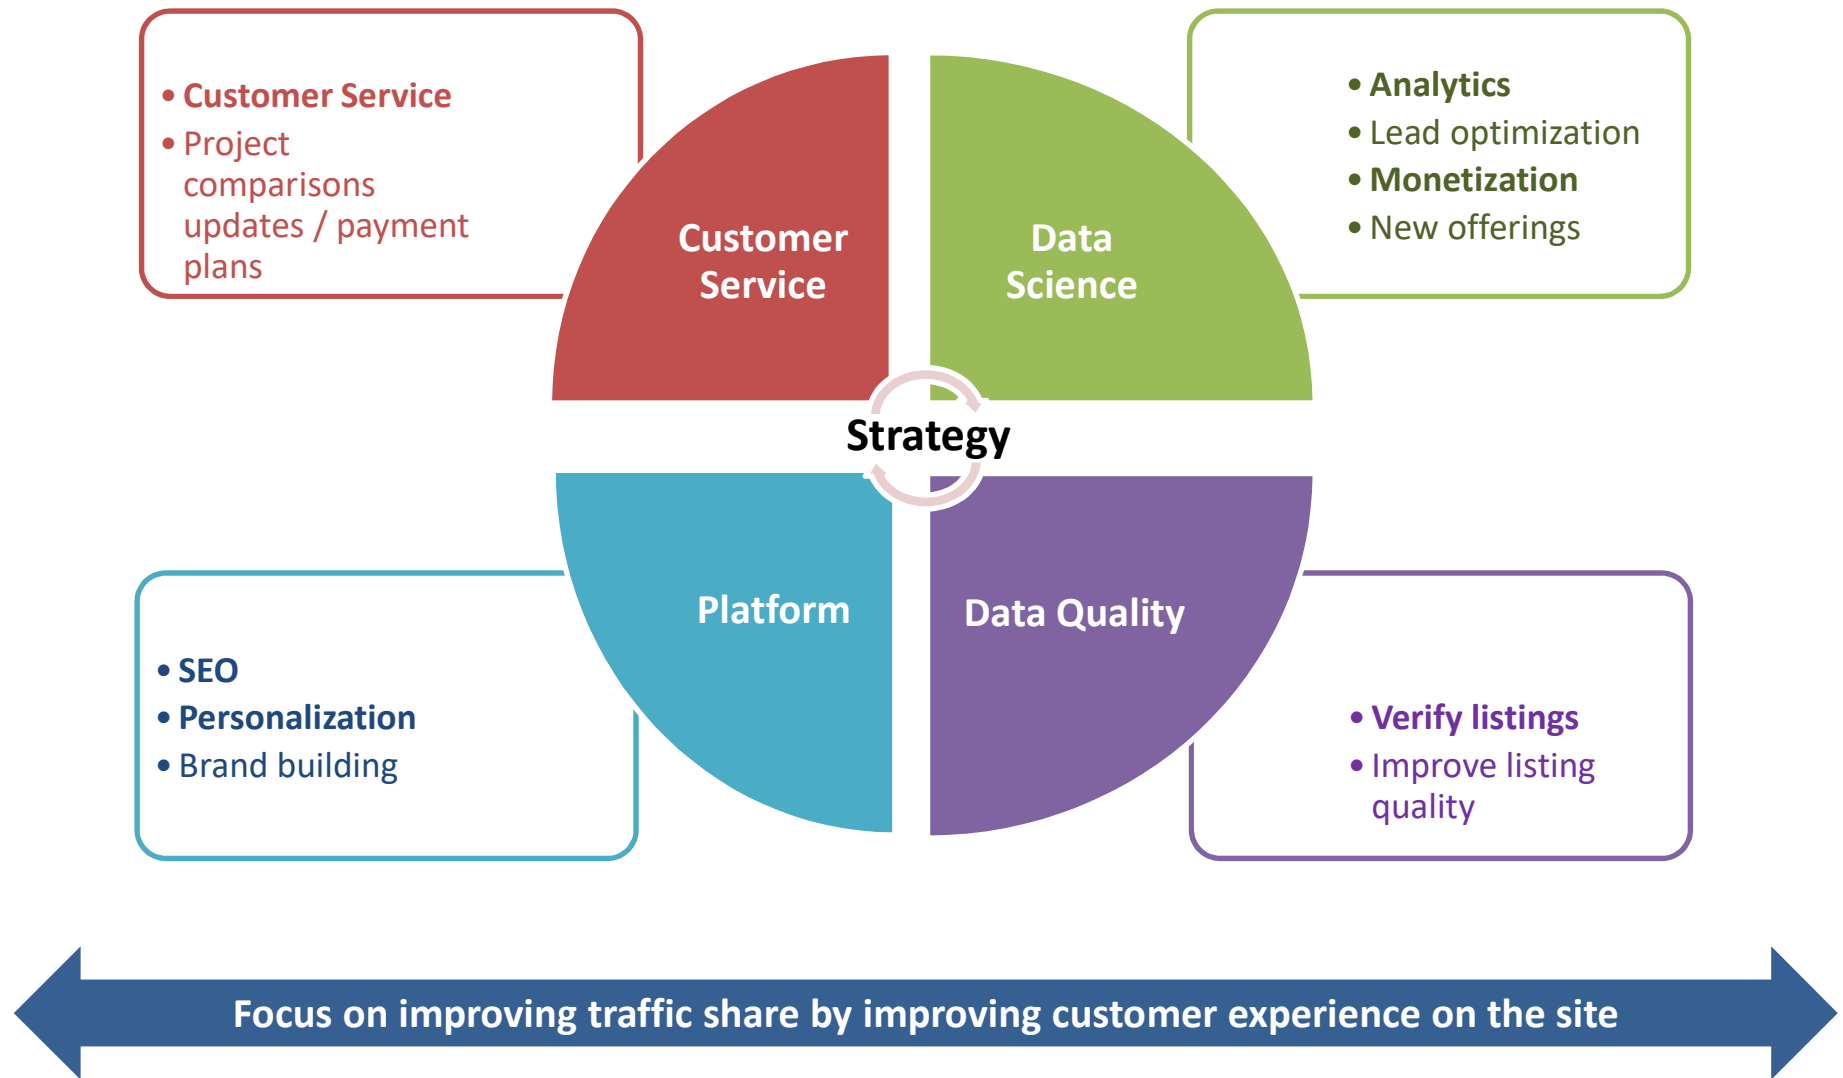 • Customer Service
• Project
comparisons
updates / payment
plans
Customer
Service
Data
Science
• Analytics
• Lead optimization
• Monetization
• New offerings
Strategy
• SEO
• Personalization
• Brand building
Platform
Data Quality
• Verify listings
• Improve listing
quality
Focus on improving traffic share by improving customer experience on the site